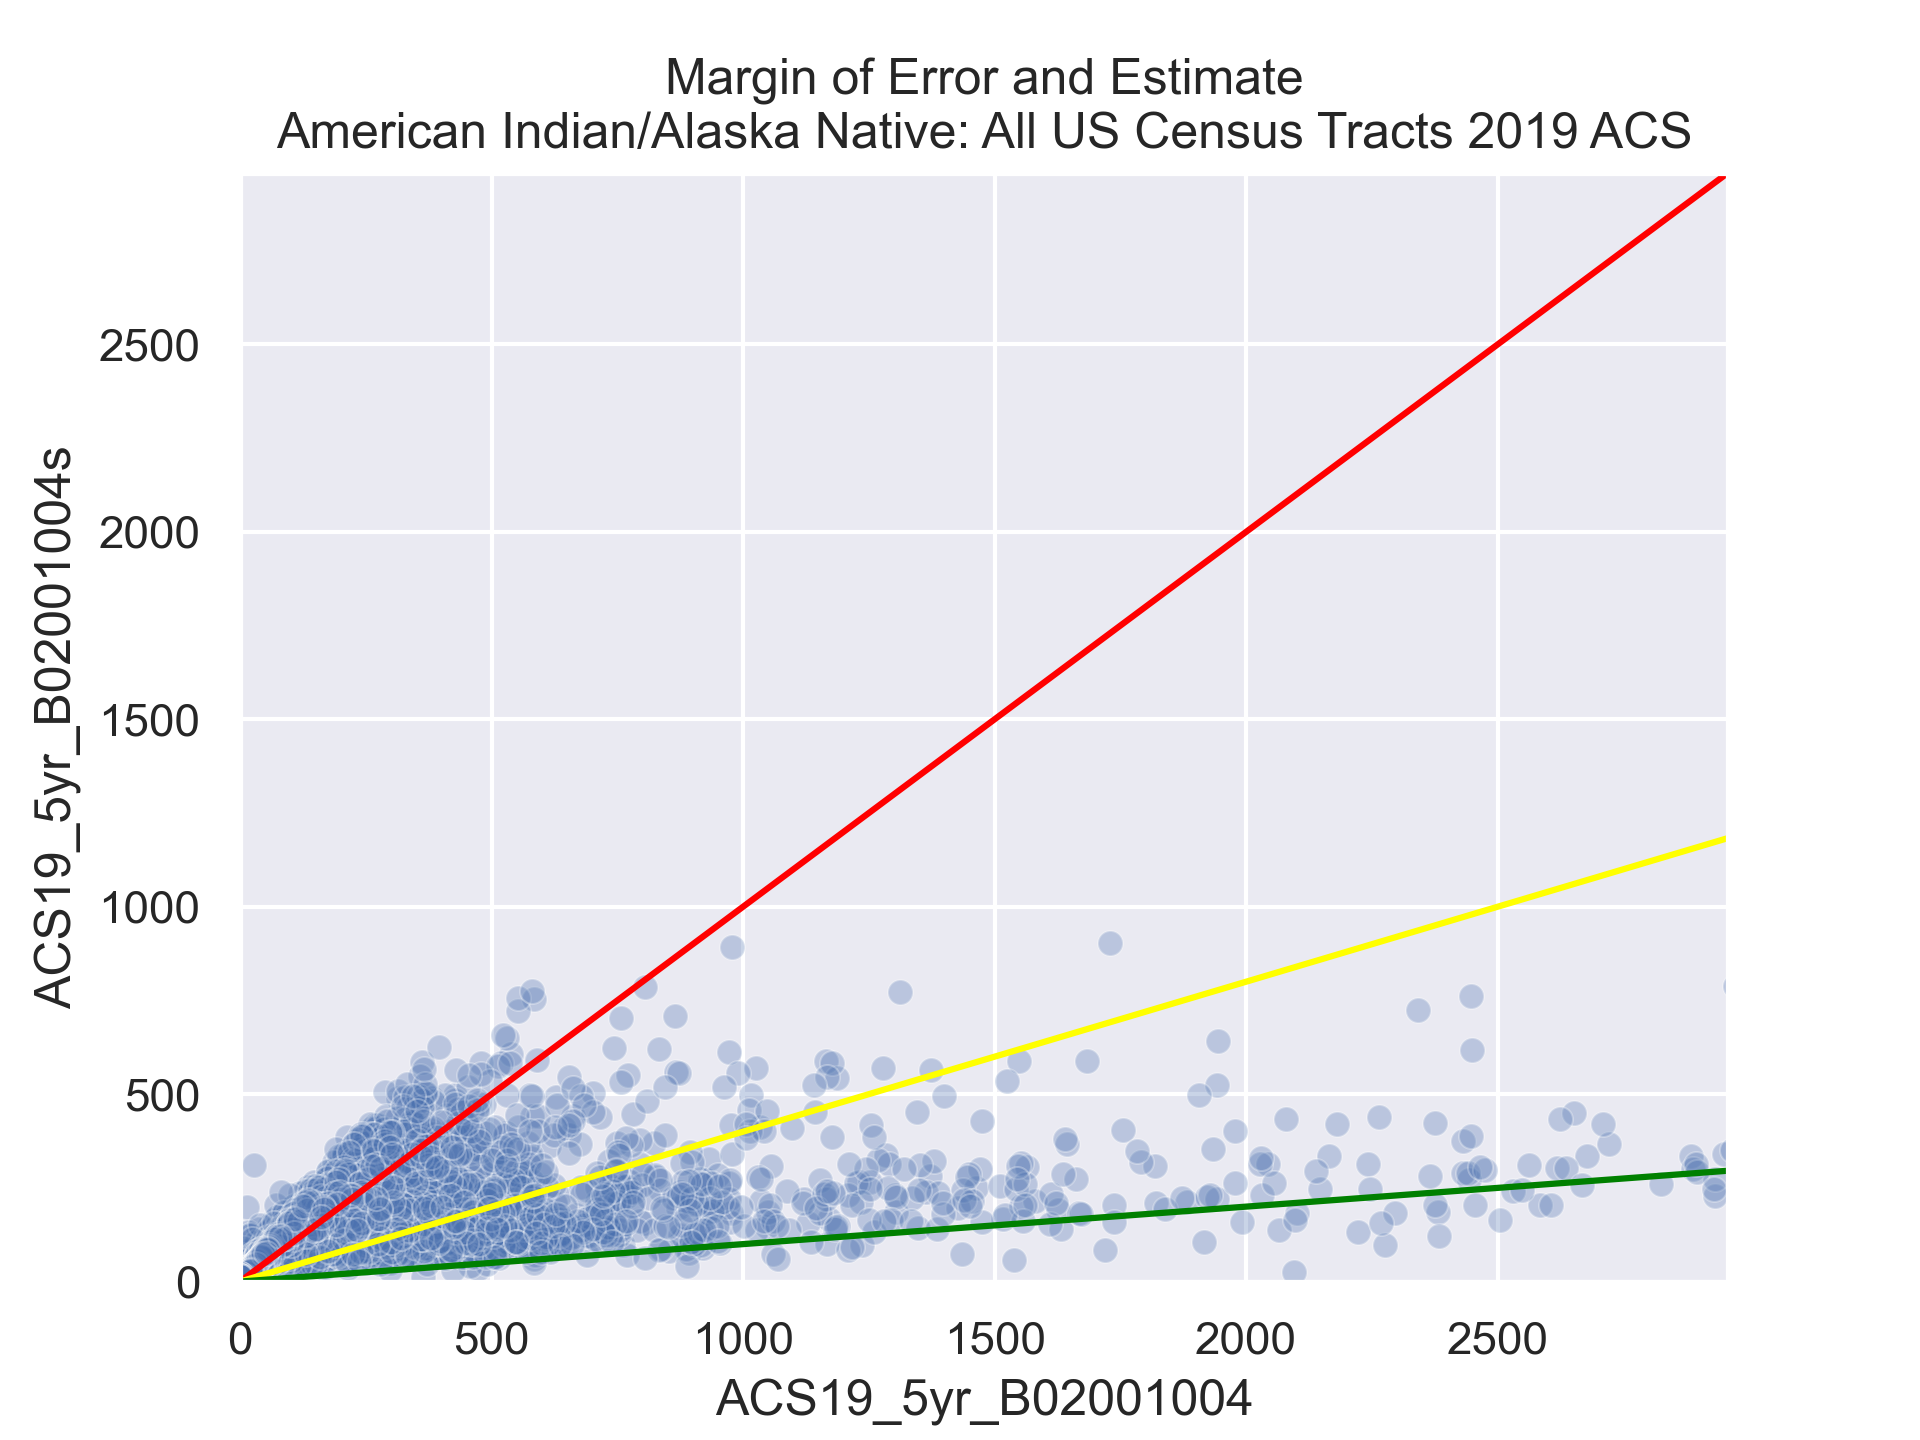 Margin of Error and Estimate
American Indian/Alaska Native: All US Census Tracts 2019 ACS
2500
2000
1500
1000
500
0
ACS19_5yr_B02001004s
0 500 1000 1500 2000 2500
ACS19_5yr_B02001004